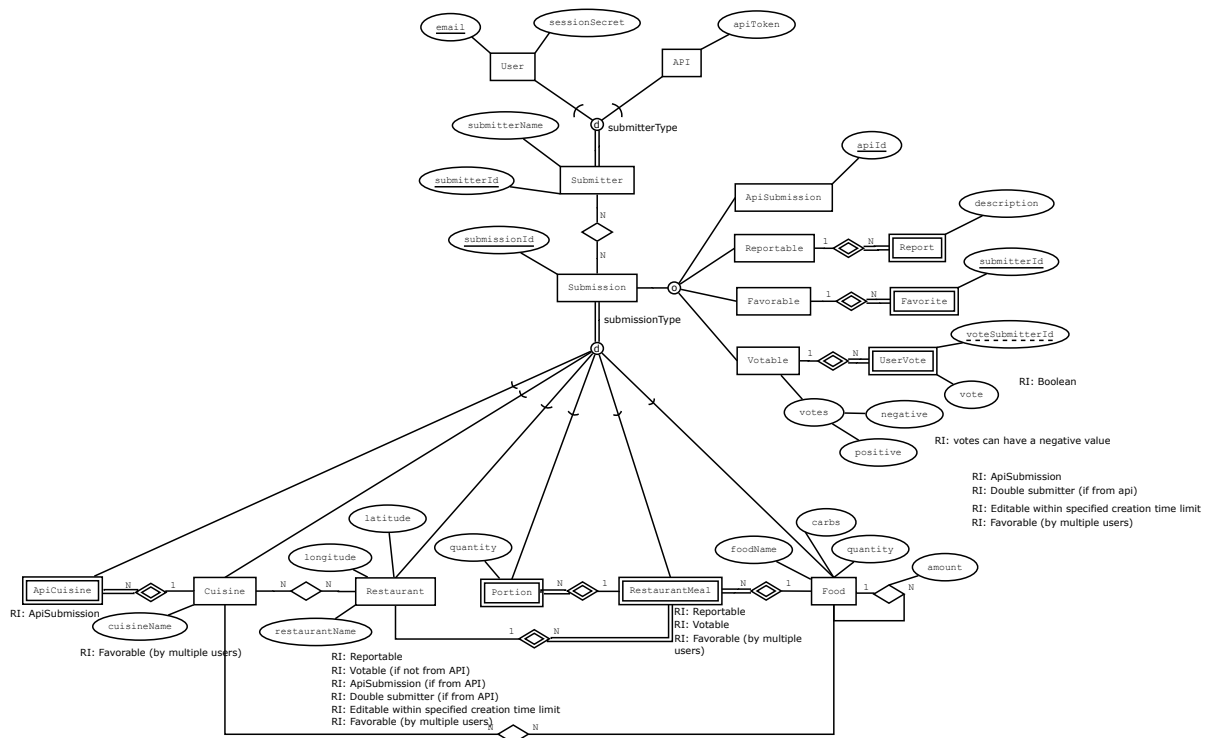 email
sessionSecret
apiToken
User
API
d
submitterType
submitterName
submitterId
Submitter
N
N
submissionId
Submission
o
submissionType
d
apiId
ApiSubmission
description
Reportable
1
N
Report
submitterId
Favorable
1
N
Favorite
voteSubmitterId
Votable
1
N
UserVote
RI: Boolean
vote
votes
negative
positive
RI: votes can have a negative value
RI: ApiSubmission
RI: Double submitter (if from api)
RI: Editable within specified creation time limit
RI: Favorable (by multiple users)
latitude
longitude
quantity
carbs
foodName
quantity
amount
ApiCuisine
N
1
Cuisine
N
N
Restaurant
Portion
N
1
RestaurantMeal
N
1
Food
1
N
RI: ApiSubmission
cuisineName
restaurantName
1
N
RI: Reportable
RI: Votable
RI: Favorable (by multiple
users)
RI: Favorable (by multiple users)
RI: Reportable
RI: Votable (if not from API)
RI: ApiSubmission (if from API)
RI: Double submitter (if from API)
RI: Editable within specified creation time limit
RI: Favorable (by multiple users)
N
N